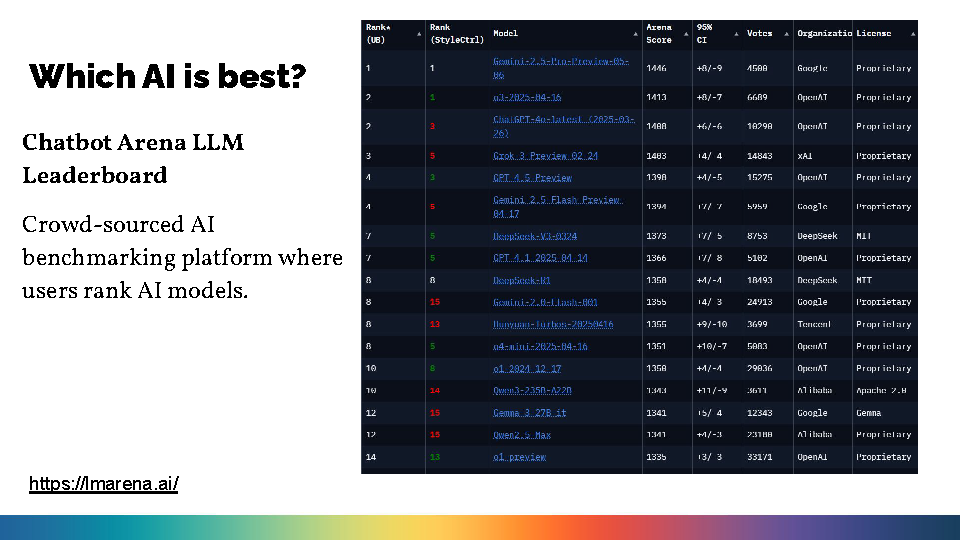 Which AI is best?
Chatbot Arena LLM
Leaderboard
Crowd-sourced AI
benchmarking platform where
users rank AI models.
https://lmarena.ai/
Rank* (UB) Rank (StyleCtrl) Model Arena Score 95% CI Votes Organizatio License
1 1 Gemini-2.5-Pro-Preview-05-06 1446 +8/-9 4500 Google Proprietary
2 1 o3-2025-04-16 1413 +8/-7 6689 OpenAI Proprietary
2 3 ChatGPT-4o-latest (2025-03-26) 1408 +6/-6 10290 OpenAI Proprietary
3 5 Grok-3-Preview-02-24 1403 +4/-4 14843 xAI Proprietary
4 3 GPT-4.5-Preview 1398 +4/-5 15275 OpenAI Proprietary
4 5 Gemini-2.5-Flash-Preview-04-17 1394 +7/-7 5959 Google Proprietary
7 5 DeepSeek-V3-0324 1373 +7/-5 8753 DeepSeek MIT
7 5 GPT-4.1-2025-04-14 1366 +7/-8 5102 OpenAI Proprietary
8 8 DeepSeek-R1 1358 +4/-4 18493 DeepSeek MIT
8 15 Gemini-2.0-Flash-001 1355 +4/-3 24913 Google Proprietary
8 13 Hunyuan-Turbos-20250416 1355 +9/-10 3699 Tencent Proprietary
8 5 o4-mini-2025-04-16 1351 +10/-7 5083 OpenAI Proprietary
10 8 o1-2024-12-17 1350 +4/-4 29036 OpenAI Proprietary
10 14 Qwen3-235B-A22B 1343 +11/-9 3611 Alibaba Apache 2.0
12 15 Gemma-3-27B-it 1341 +5/-4 12343 Google Gemma
12 15 Qwen2.5-Max 1341 +4/-3 23180 Alibaba Proprietary
14 13 o1-preview 1335 +3/-3 33171 OpenAI Proprietary